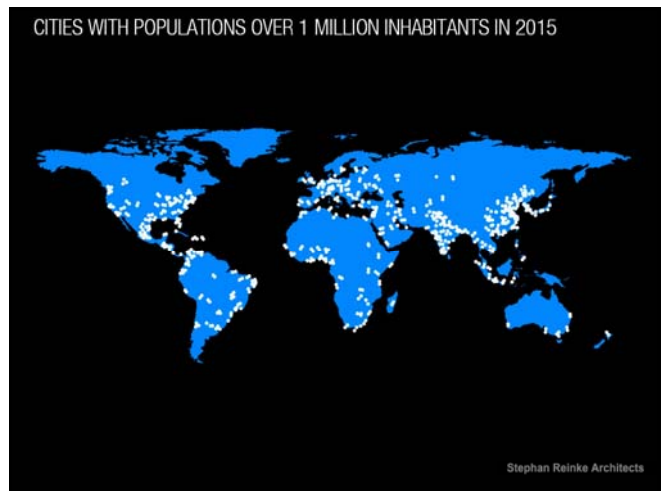 CITIES WITH POPULATIONS OVER 1 MILLION INHABITANTS IN 2015
Stephan Reinke Architects